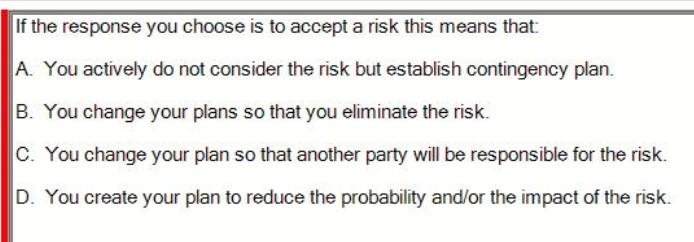 If the response you choose is to accept a risk this means that:
A. You actively do not consider the risk but establish contingency plan.
B. You change your plans so that you eliminate the risk.
C. You change your plan so that another party will be responsible for the risk.
D. You create your plan to reduce the probability and/or the impact of the risk.